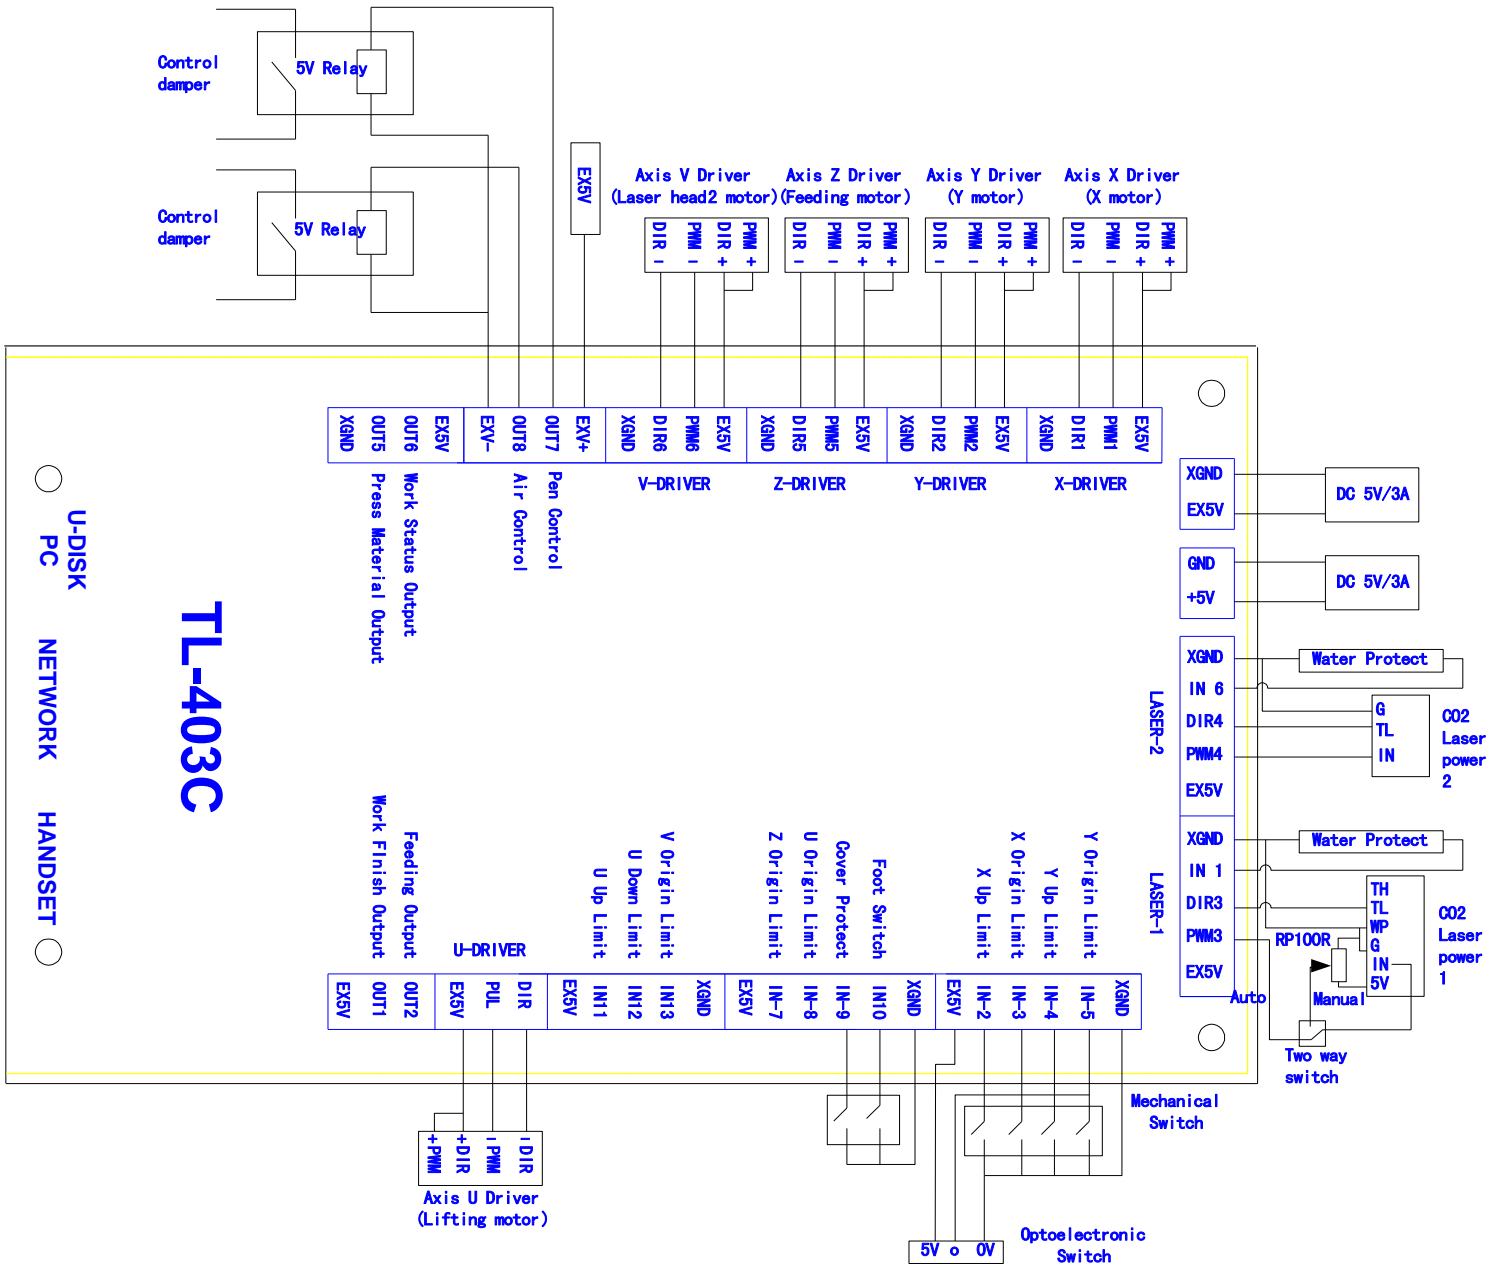 Control
damper
5V Relay
Control
damper
5V Relay
EX5V
Axis V Driver
(Laser head2 motor)
DIR -
PWM -
DIR +
PWM +
Axis Z Driver
(Feeding motor)
DIR -
PWM -
DIR +
PWM +
Axis Y Driver
(Y motor)
DIR -
PWM -
DIR +
PWM +
Axis X Driver
(X motor)
DIR -
PWM -
DIR +
PWM +
XGND
OUT5
OUT6
EX5V
EXV-
OUT8
OUT7
EXV+
XGND
DIR6
PWM6
EX5V
XGND
DIR5
PWM5
EX5V
XGND
DIR2
PWM2
EX5V
XGND
DIR1
PWM1
EX5V
Press Material Output
Work Status Output
Air Control
Pen Control
V-DRIVER
Z-DRIVER
Y-DRIVER
X-DRIVER
U-DISK
PC
NETWORK
HANDSET
TL-403C
XGND
EX5V
DC 5V/3A
GND
+5V
DC 5V/3A
LASER-2
XGND
IN 6
DIR4
PWM4
EX5V
Water Protect
G
TL
IN
CO2
Laser
power
2
LASER-1
XGND
IN 1
DIR3
PWM3
EX5V
Water Protect
TH
TL
WP
G
IN
5V
CO2
Laser
power
1
RP100R
Auto
Manual
Two way
switch
Work FInish Output
Feeding Output
U-DRIVER
U Up Limit
U Down Limit
V Origin Limit
Z Origin Limit
U Origin Limit
Cover Protect
Foot Switch
X Up Limit
X Origin Limit
Y Up Limit
Y Origin Limit
EX5V
OUT1
OUT2
EX5V
PUL
DIR
EX5V
IN11
IN12
IN13
XGND
EX5V
IN-7
IN-8
IN-9
IN10
XGND
EX5V
IN-2
IN-3
IN-4
IN-5
XGND
+PWM
+DIR
-PWM
-DIR
Axis U Driver
(Lifting motor)
Mechanical
Switch
5V o 0V
Optoelectronic
Switch